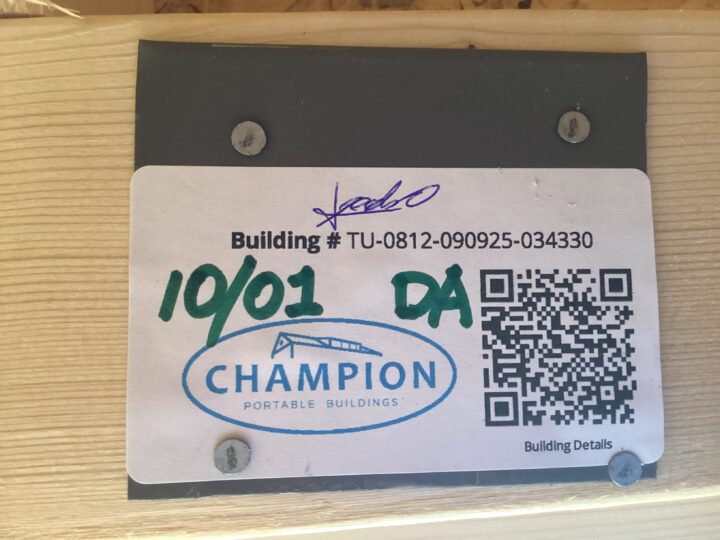 Building # TU-0812-090925-034330
10/01 DA
CHAMPION
PORTABLE BUILDINGS
Building Details